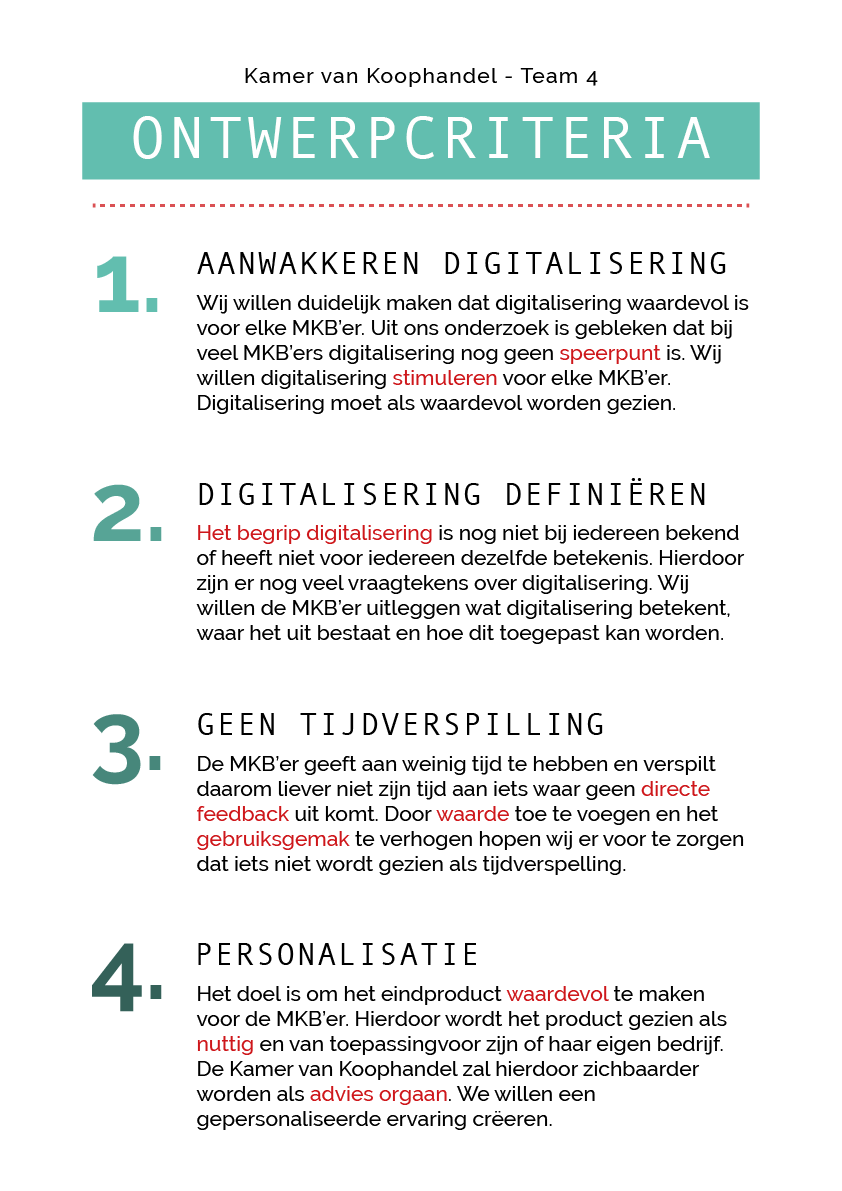 Kamer van Koophandel - Team 4
ONTWERPCRITERIA
1.
AANWAKKEREN DIGITALISERING
Wij willen duidelijk maken dat digitalisering waardevol is
voor elke MKB'er. Uit ons onderzoek is gebleken dat bij
veel MKB'ers digitalisering nog geen speerpunt is. Wij
willen digitalisering stimuleren voor elke MKB'er.
Digitalisering moet als waardevol worden gezien.
2.
DIGITALISERING DEFINIËREN
Het begrip digitalisering is nog niet bij iedereen bekend
of heeft niet voor iedereen dezelfde betekenis. Hierdoor
zijn er nog veel vraagtekens over digitalisering. Wij
willen de MKB'er uitleggen wat digitalisering betekent,
waar het uit bestaat en hoe dit toegepast kan worden.
3.
GEEN TIJDVERSPILLING
De MKB'er geeft aan weinig tijd te hebben en verspilt
daarom liever niet zijn tijd aan iets waar geen directe
feedback uit komt. Door waarde toe te voegen en het
gebruiksgemak te verhogen hopen wij er voor te zorgen
dat iets niet wordt gezien als tijdverspelling.
4.
PERSONALISATIE
Het doel is om het eindproduct waardevol te maken
voor de MKB'er. Hierdoor wordt het product gezien als
nuttig en van toepassingvoor zijn of haar eigen bedrijf.
De Kamer van Koophandel zal hierdoor zichbaarder
worden als advies orgaan. We willen een
gepersonaliseerde ervaring crëeren.